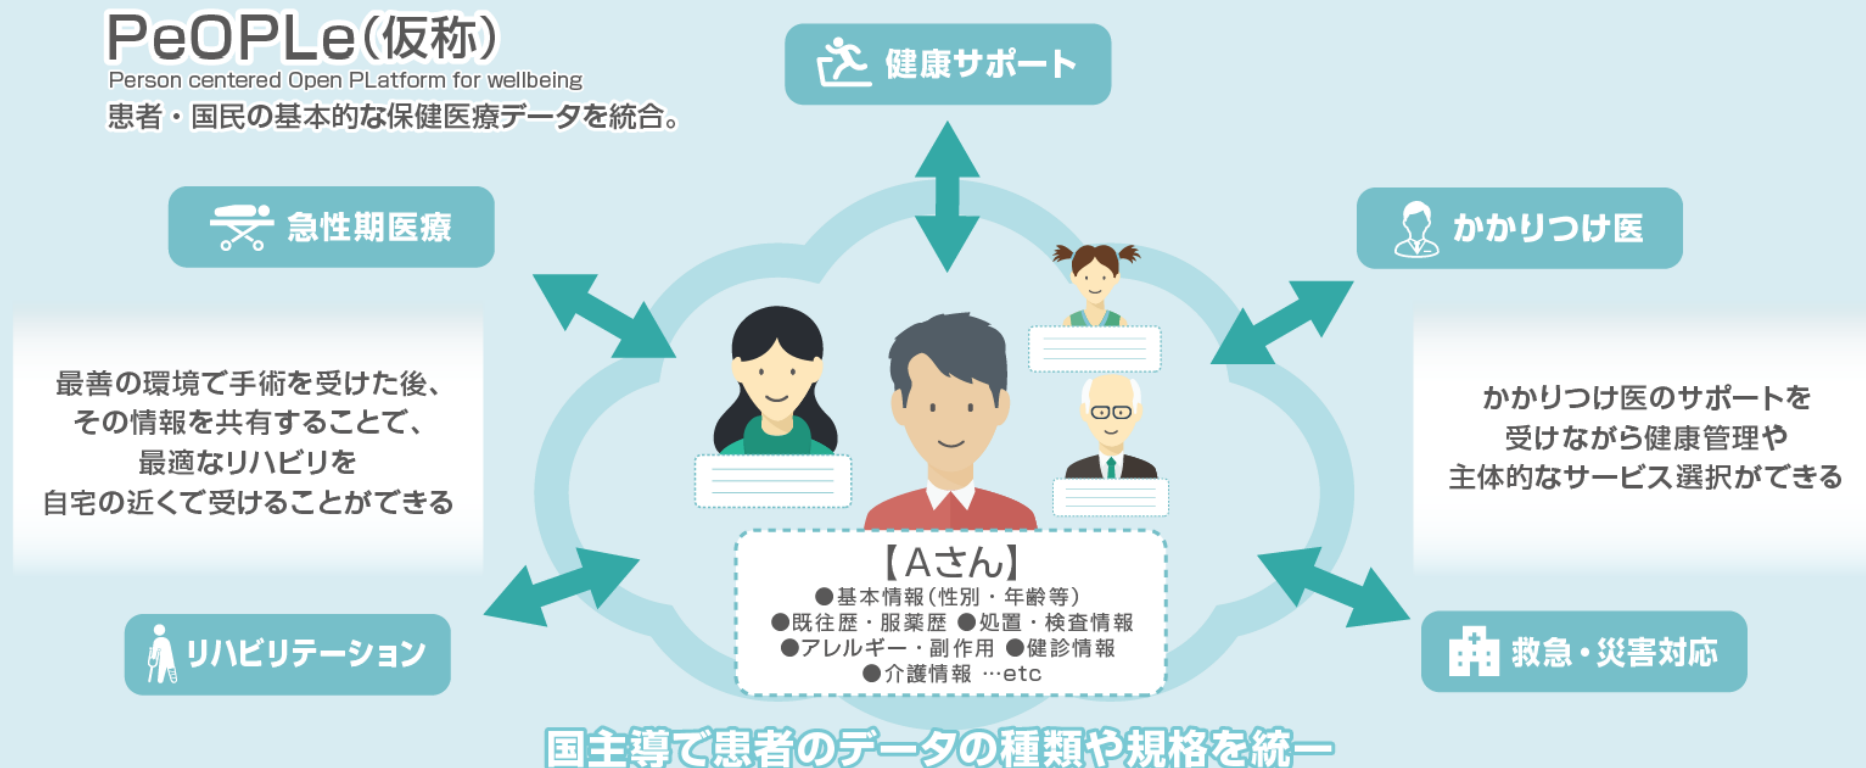 PeOPLe(仮称)
Person centered Open PLatform for wellbeing
患者・国民の基本的な保健医療データを統合。
健康サポート
急性期医療
かかりつけ医
最善の環境で手術を受けた後、
その情報を共有することで、
最適なリハビリを
自宅の近くで受けることができる
かかりつけ医のサポートを
受けながら健康管理や
主体的なサービス選択ができる
【Aさん】
●基本情報(性別・年齢等)
●既往歴・服薬歴 ●処置・検査情報
●アレルギー・副作用 ●健診情報
●介護情報 …etc
リハビリテーション
救急・災害対応
国主導で患者のデータの種類や規格を統一